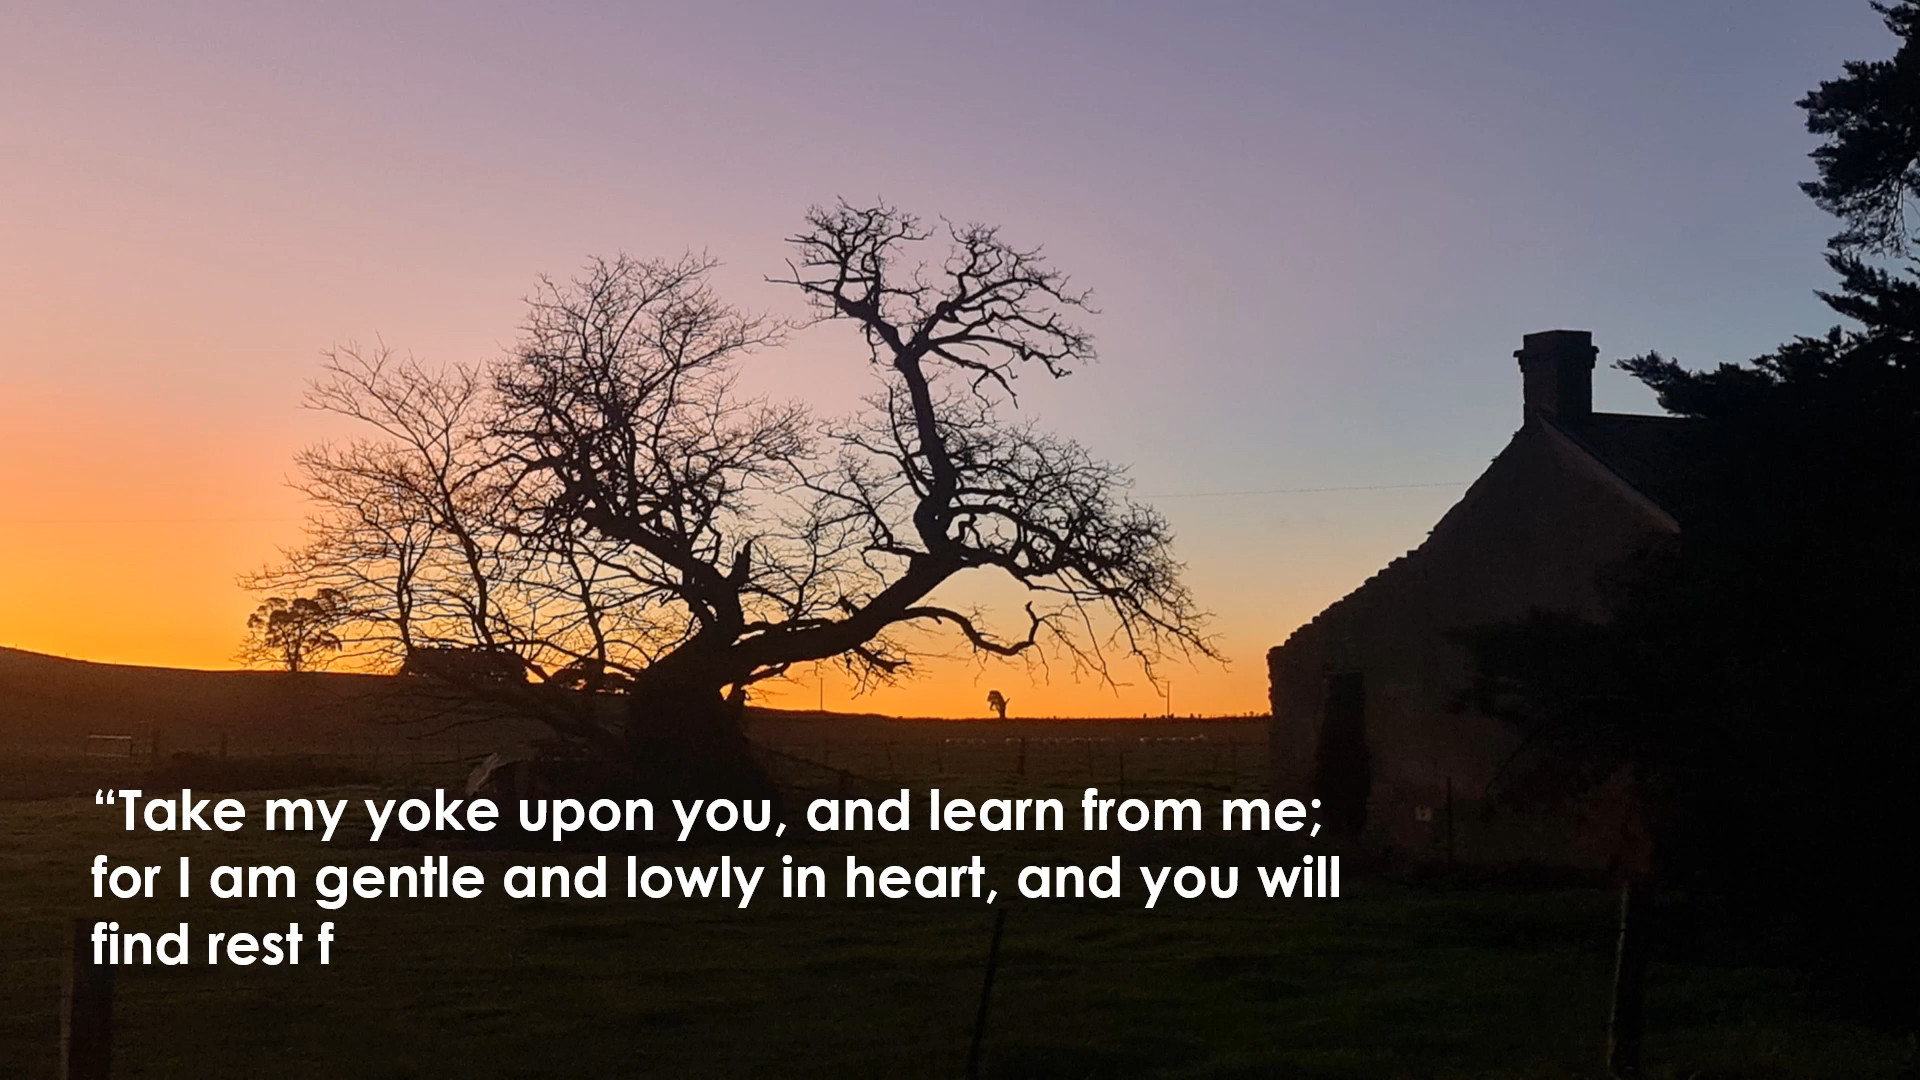 “Take my yoke upon you, and learn from me;
for I am gentle and lowly in heart, and you will
find rest f